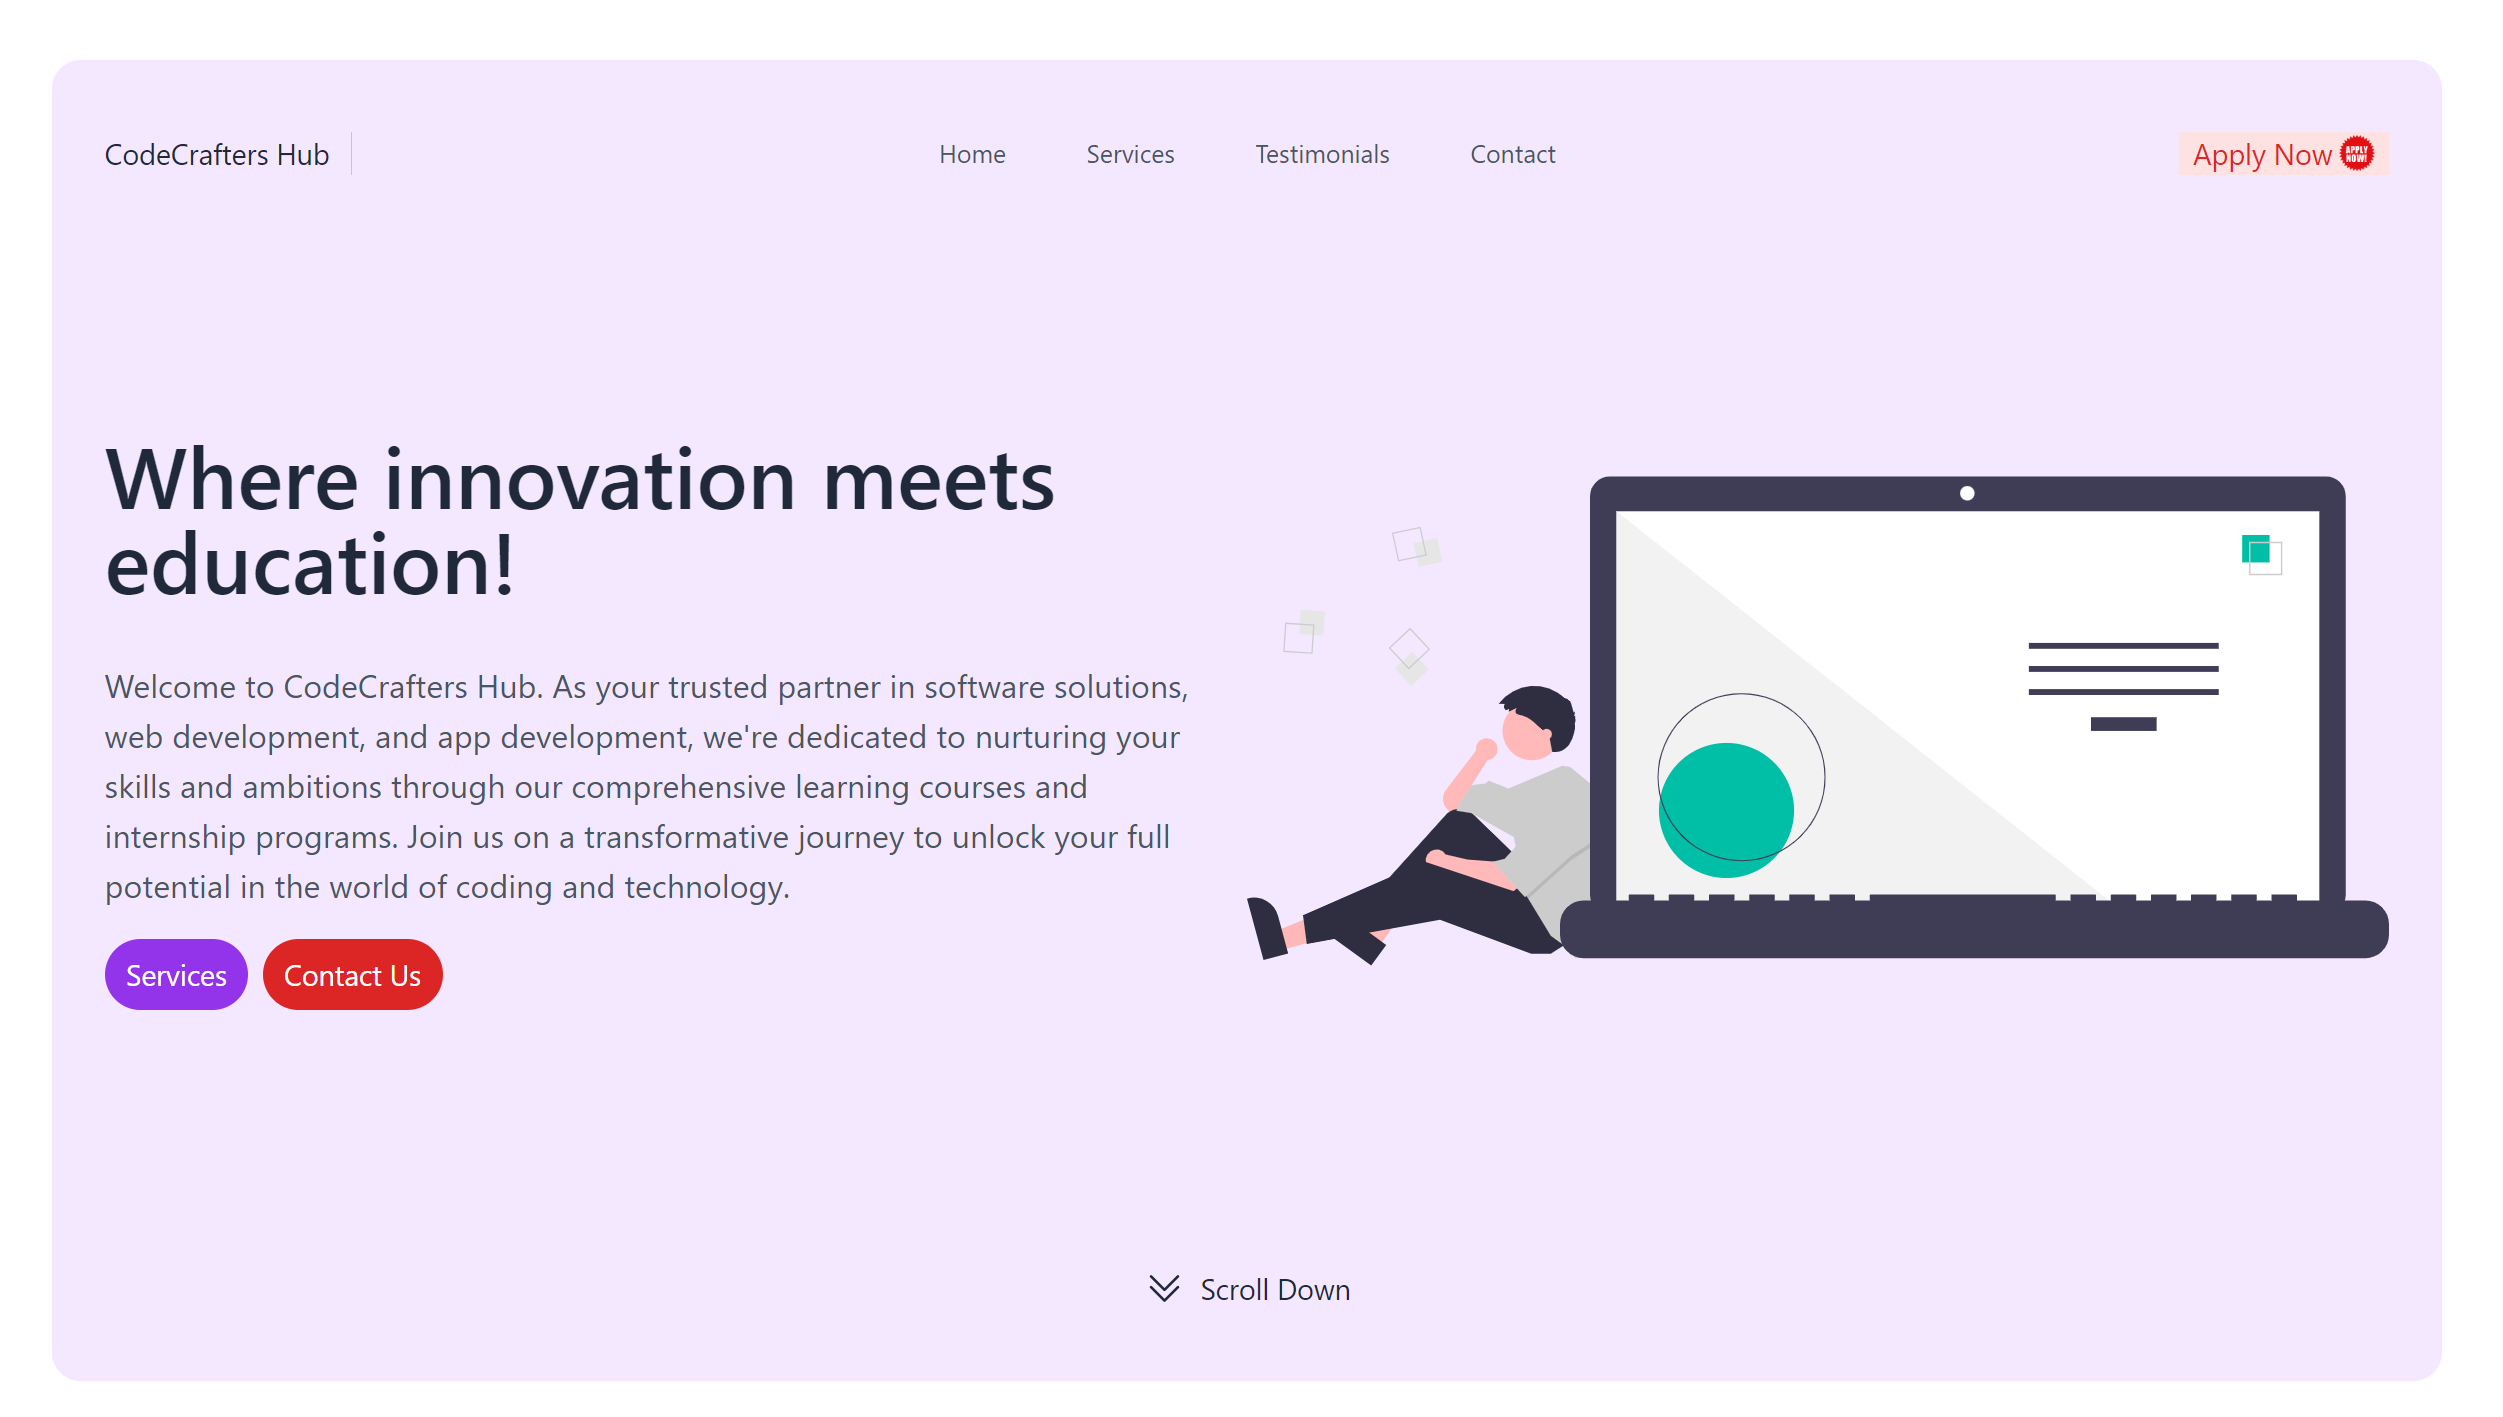 CodeCrafters Hub
Home
Services
Testimonials
Contact
Apply Now
APPLY
NOW!
Where innovation meets
education!
Welcome to CodeCrafters Hub. As your trusted partner in software solutions,
web development, and app development, we're dedicated to nurturing your
skills and ambitions through our comprehensive learning courses and
internship programs. Join us on a transformative journey to unlock your full
potential in the world of coding and technology.
Services
Contact Us
Scroll Down